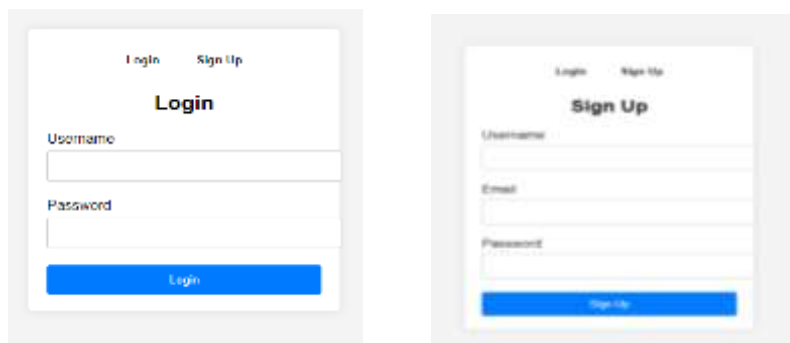 Login Sign Up
Login
Username
Password
Login
Login Sign Up
Sign Up
Username
Email
Password
Sign Up